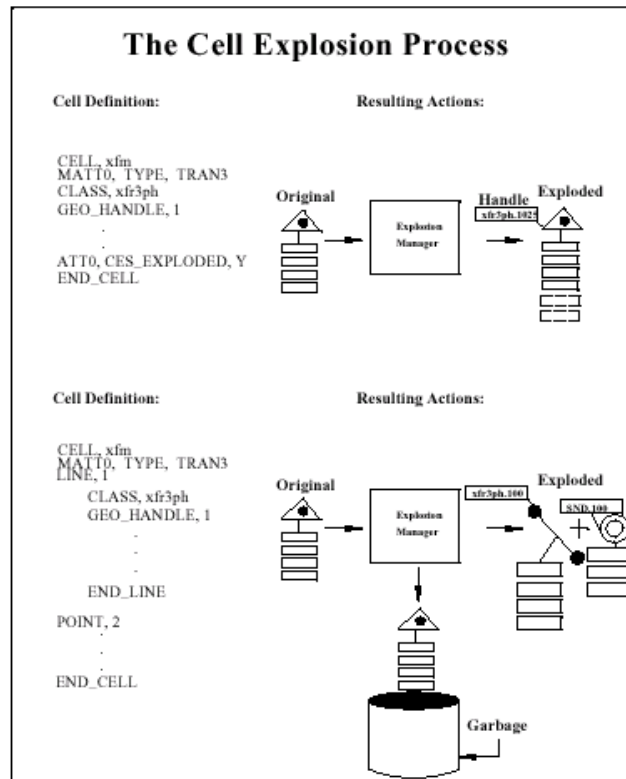 The Cell Explosion Process
Cell Definition:
Resulting Actions:
CELL, xfm
MATT0, TYPE, TRAN3
CLASS, xfr3ph
GEO_HANDLE, 1
.
.
ATT0, CES_EXPLODED, Y
END_CELL
Original
Explosion
Manager
Handle
Exploded
xfr3ph.1025
Cell Definition:
Resulting Actions:
CELL, xfm
MATT0, TYPE, TRAN3
LINE, 1
CLASS, xfr3ph
GEO_HANDLE, 1
.
.
.
END_LINE
POINT, 2
.
.
.
END_CELL
Original
Explosion
Manager
Exploded
xfr3ph.100
SND.100
Garbage